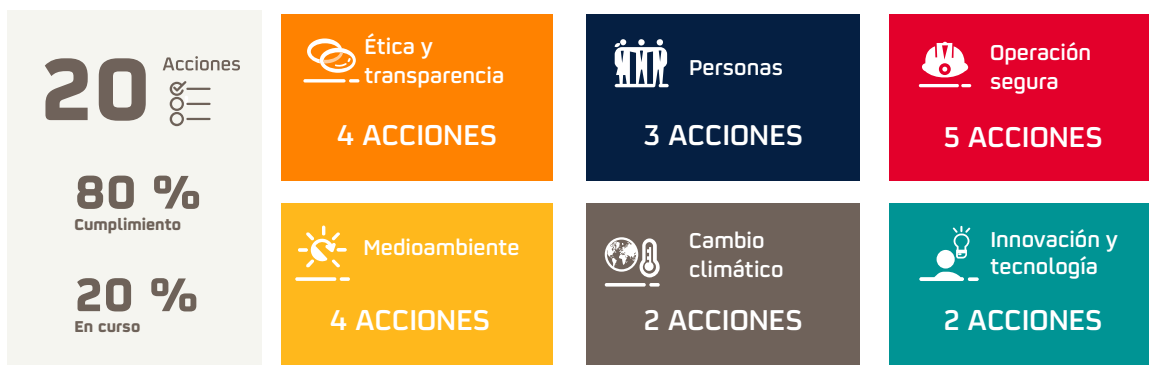 20 Acciones
80 %
Cumplimiento
20 %
En curso
Ética y
transparencia
4 ACCIONES
Personas
3 ACCIONES
Operación
segura
5 ACCIONES
Medioambiente
4 ACCIONES
Cambio
climático
2 ACCIONES
Innovación y
tecnología
2 ACCIONES